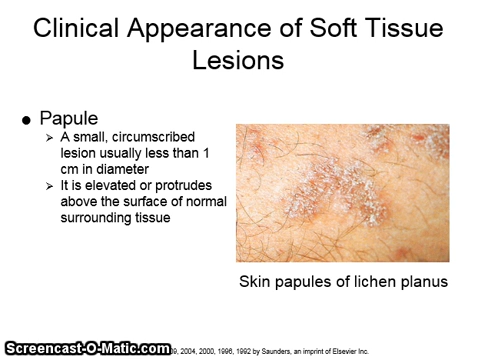 Clinical Appearance of Soft Tissue
Lesions
Papule
A small, circumscribed
lesion usually less than 1
cm in diameter
It is elevated or protrudes
above the surface of normal
surrounding tissue
Skin papules of lichen planus
2004, 2000, 1996, 1992 by Saunders, an imprint of Elsevier Inc.
Screencast-O-Matic.com